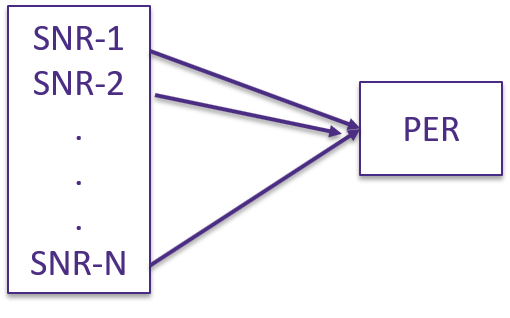 SNR-1
SNR-2
.
.
.
SNR-N
PER